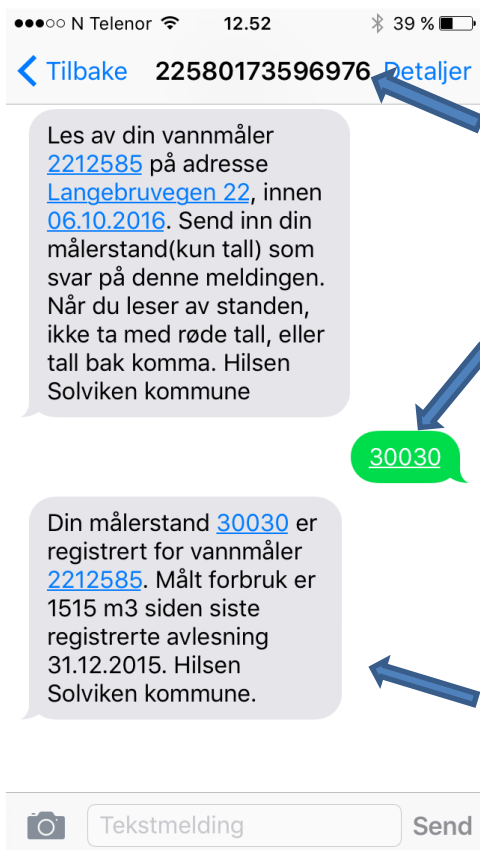 N Telenor 12.52 39 %
Tilbake 22580173596976 Detaljer
Les av din vannmåler
2212585 på adresse
Langebruvegen 22, innen
06.10.2016. Send inn din
målerstand(kun tall) som
svar på denne meldingen.
Når du leser av standen,
ikke ta med røde tall, eller
tall bak komma. Hilsen
Solviken kommune
30030
Din målerstand 30030 er
registrert for vannmåler
2212585. Målt forbruk er
1515 m3 siden siste
registrerte avlesning
31.12.2015. Hilsen
Solviken kommune.
Tekstmelding Send